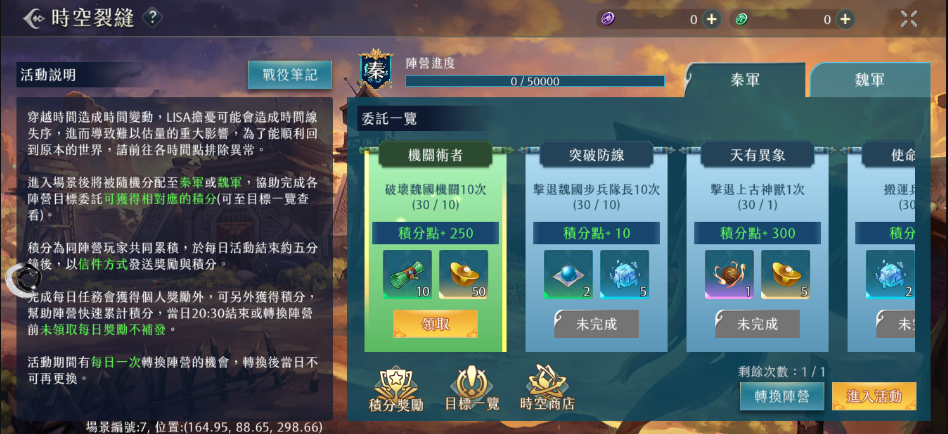 時空裂縫 ?
0 +
0 +
活動説明
戰役筆記
穿越時間造成時間變動，LISA擔憂可能會造成時間線
失序，進而導致難以估量的重大影響，為了能順利回
到原本的世界，請前往各時間點排除異常。
進入場景後將被隨機分配至秦軍或魏軍，協助完成各
陣營目標委託可獲得相對應的積分(可至目標一覽查
看)。
積分為同陣營玩家共同累積，於每日活動結束約五分
鐘後，以信件方式發送獎勵與積分。
完成每日任務會獲得個人獎勵外，可另外獲得積分，
幫助陣營快速累計積分，當日20:30結束或轉換陣營
前未領取每日獎勵不補發。
活動期間有每日一次轉換陣營的機會，轉換後當日不
可再更換。
場景編號:7, 位置:(164.95, 88.65, 298.66)
秦
陣營進度
0 / 50000
秦軍
魏軍
委託一覽
機關術者
破壞魏國機關10次
(30 / 10)
積分點+ 250
10
50
領取
突破防線
擊退魏國步兵隊長10次
(30 / 10)
積分點+ 10
2
5
未完成
天有異象
擊退上古神獸1次
(30 / 1)
積分點+ 300
1
5
未完成
使命
搬運
(30
積分
2
未
積分獎勵
目標一覽
時空商店
剩餘次數：1 / 1
轉換陣營
進入活動